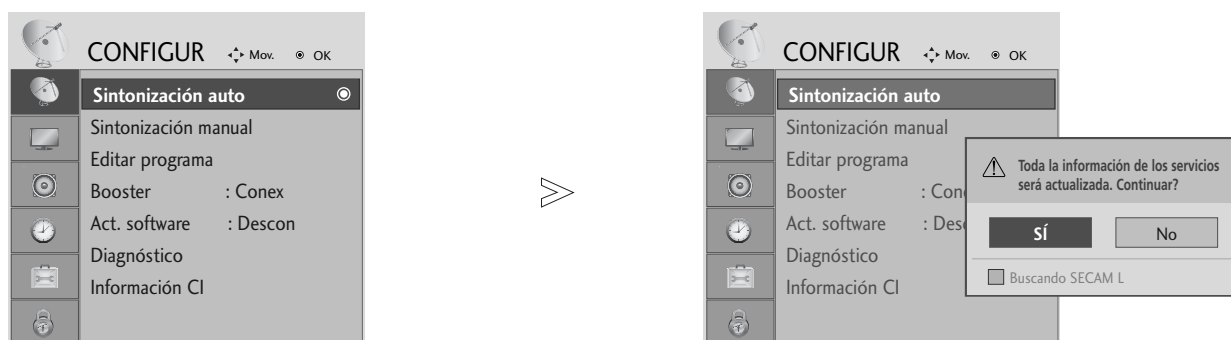 CONFIGUR Mov. OK
Sintonización auto
Sintonización manual
Editar programa
Booster : Conex
Act. software : Descon
Diagnóstico
Información CI
CONFIGUR Mov. OK
Sintonización auto
Sintonización manual
Editar programa
Booster : Con
Act. software : Des
Diagnóstico
Información CI
Toda la información de los servicios
será actualizada. Continuar?
SÍ No
Buscando SECAM L